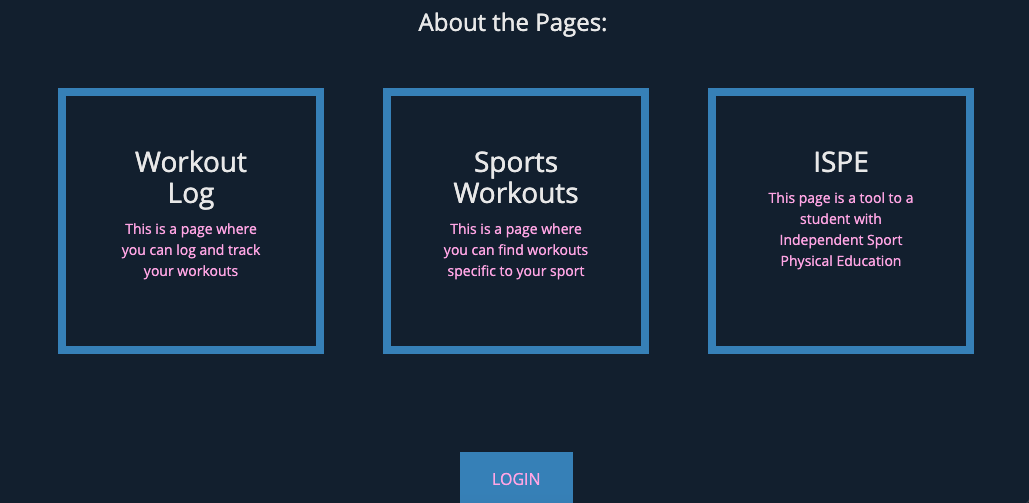 About the Pages:
Workout
Log
This is a page where
you can log and track
your workouts
Sports
Workouts
This is a page where
you can find workouts
specific to your sport
ISPE
This page is a tool to a
student with
Independent Sport
Physical Education
LOGIN